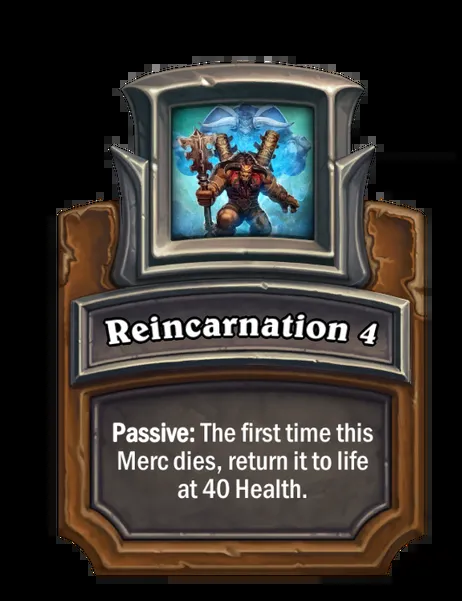 Reincarnation 4
Passive: The first time this
Merc dies, return it to life
at 40 Health.